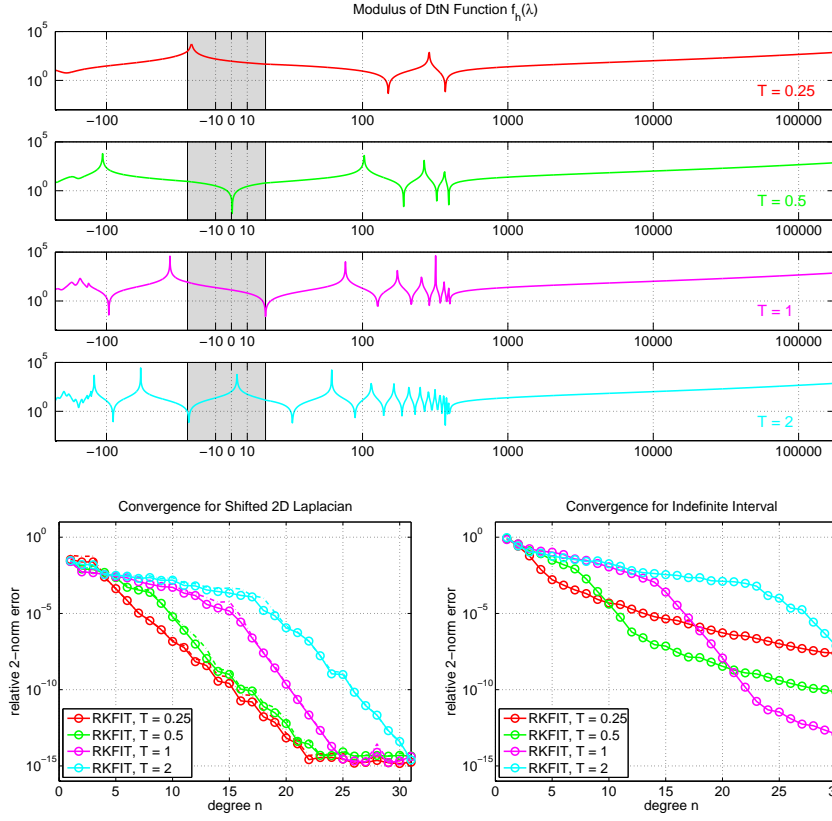 Modulus of DtN Function f_h(λ)
10^5
10^0
T = 0.25
−100 −10 0 10 100 1000 10000 100000
10^5
10^0
T = 0.5
−100 −10 0 10 100 1000 10000 100000
10^5
10^0
T = 1
−100 −10 0 10 100 1000 10000 100000
10^5
10^0
T = 2
−100 −10 0 10 100 1000 10000 100000
Convergence for Shifted 2D Laplacian
10^0
10^−5
10^−10
10^−15
relative 2−norm error
RKFIT, T = 0.25
RKFIT, T = 0.5
RKFIT, T = 1
RKFIT, T = 2
0 5 10 15 20 25 30
degree n
Convergence for Indefinite Interval
10^0
10^−5
10^−10
10^−15
relative 2−norm error
RKFIT, T = 0.25
RKFIT, T = 0.5
RKFIT, T = 1
RKFIT, T = 2
0 5 10 15 20 25 30
degree n